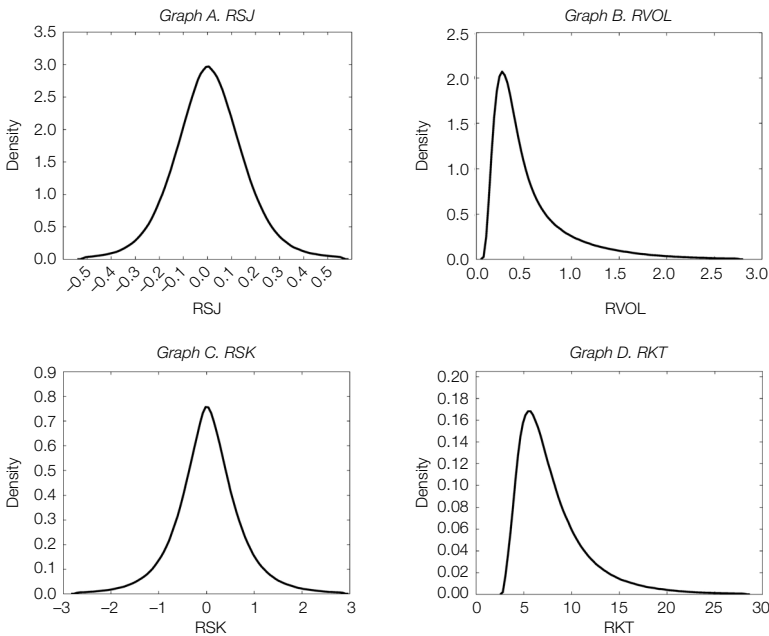 Graph A. RSJ
3.5
3.0
2.5
2.0
1.5
1.0
0.5
0.0
Density
–0.5 –0.4 –0.3 –0.2 –0.1 0.0 0.1 0.2 0.3 0.4 0.5
RSJ
Graph B. RVOL
2.5
2.0
1.5
1.0
0.5
0.0
Density
0.0 0.5 1.0 1.5 2.0 2.5 3.0
RVOL
Graph C. RSK
0.9
0.8
0.7
0.6
0.5
0.4
0.3
0.2
0.1
0.0
Density
–3 –2 –1 0 1 2 3
RSK
Graph D. RKT
0.20
0.18
0.16
0.14
0.12
0.10
0.08
0.06
0.04
0.02
0.00
Density
0 5 10 15 20 25 30
RKT